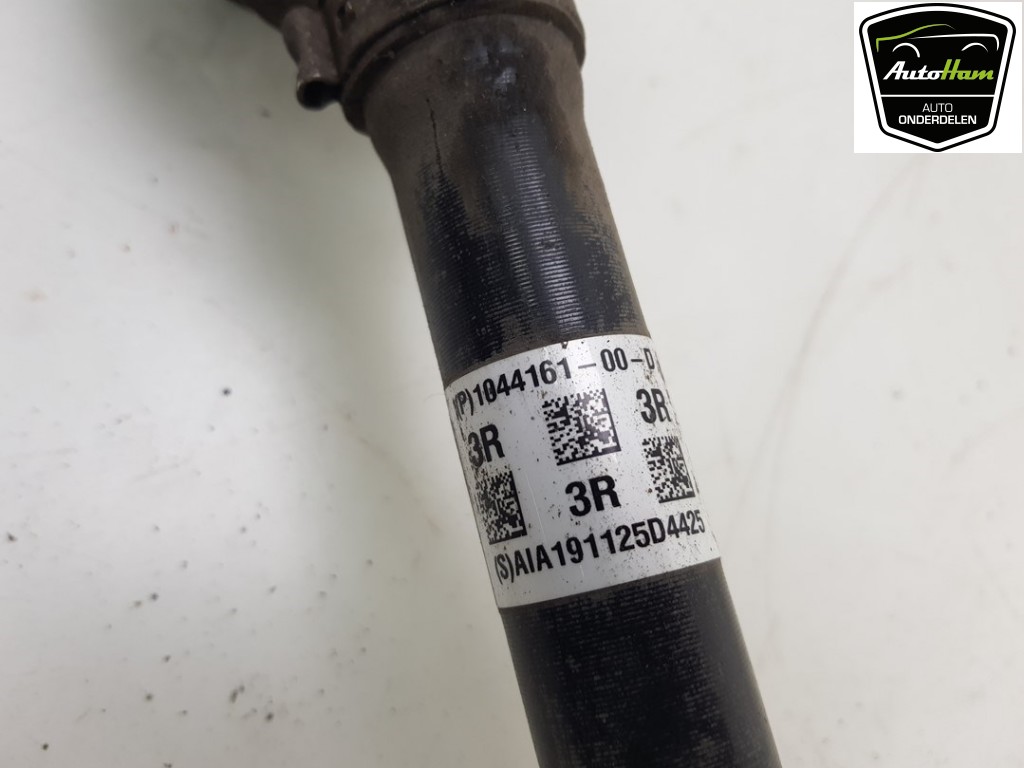 AutoHam
AUTO
ONDERDELEN
(P)1044161-00-D
3R
3R
3R
(S)AIA191125D4425